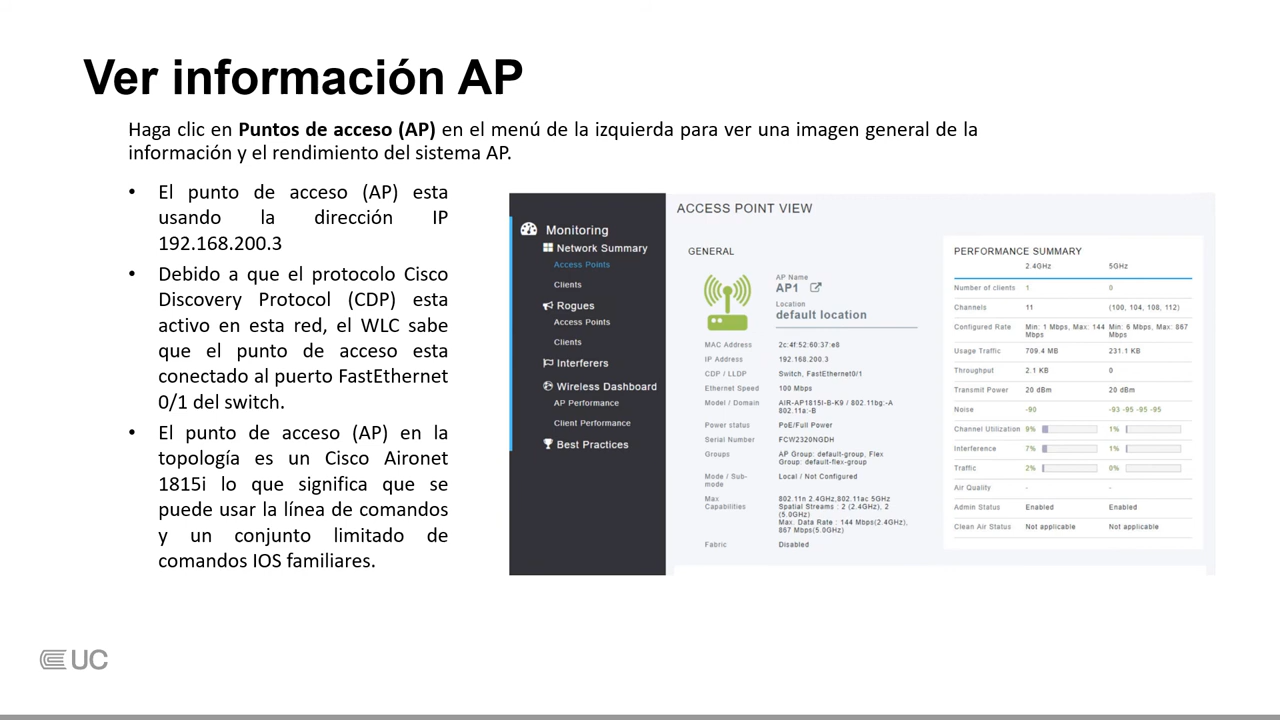 Ver información AP
Haga clic en Puntos de acceso (AP) en el menú de la izquierda para ver una imagen general de la
información y el rendimiento del sistema AP.
• El punto de acceso (AP) esta
usando la dirección IP
192.168.200.3
• Debido a que el protocolo Cisco
Discovery Protocol (CDP) esta
activo en esta red, el WLC sabe
que el punto de acceso esta
conectado al puerto FastEthernet
0/1 del switch.
• El punto de acceso (AP) en la
topología es un Cisco Aironet
1815i lo que significa que se
puede usar la línea de comandos
y un conjunto limitado de
comandos IOS familiares.
Monitoring
Network Summary
Access Points
Clients
Rogues
Access Points
Clients
Interferers
Wireless Dashboard
AP Performance
Client Performance
Best Practices
ACCESS POINT VIEW
GENERAL
AP Name
AP1
Location
default location
MAC Address 2c:4f:52:60:37:e8
IP Address 192.168.200.3
CDP / LLDP Switch, FastEthernet0/1
Ethernet Speed 100 Mbps
Model / Domain AIR-AP1815I-B-K9 / 802.11bg:-A
802.11a:-B
Power status PoE/Full Power
Serial Number FCW2320NGDH
Groups AP Group: default-group, Flex
Group: default-flex-group
Mode / Sub- Local / Not Configured
mode
Max 802.11n 2.4GHz,802.11ac 5GHz
Capabilities Spatial Streams : 2 (2.4GHz), 2
(5.0GHz)
Max. Data Rate : 144 Mbps(2.4GHz),
867 Mbps(5.0GHz)
Fabric Disabled
PERFORMANCE SUMMARY
2.4GHz 5GHz
Number of clients 1 0
Channels 11 (100, 104, 108, 112)
Configured Rate Min: 1 Mbps, Max: 144 Min: 6 Mbps, Max: 867
Mbps Mbps
Usage Traffic 709.4 MB 231.1 KB
Throughput 2.1 KB 0
Transmit Power 20 dBm 20 dBm
Noise -90 -93 -95 -95 -95
Channel Utilization 9% 1%
Interference 7% 1%
Traffic 2% 0%
Air Quality - -
Admin Status Enabled Enabled
Clean Air Status Not applicable Not applicable
UC